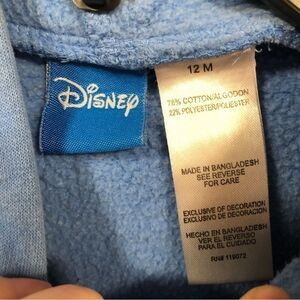 Disney
12 M
78% COTTON/ALGODON
22% POLYESTER/POLIESTER
MADE IN BANGLADESH
SEE REVERSE
FOR CARE
EXCLUSIVE OF DECORATION
EXCLUSIVO DE DECORACION
HECHO EN BANGLADESH
VER EL REVERSO
PARA EL CUIDADO
RN# 119072